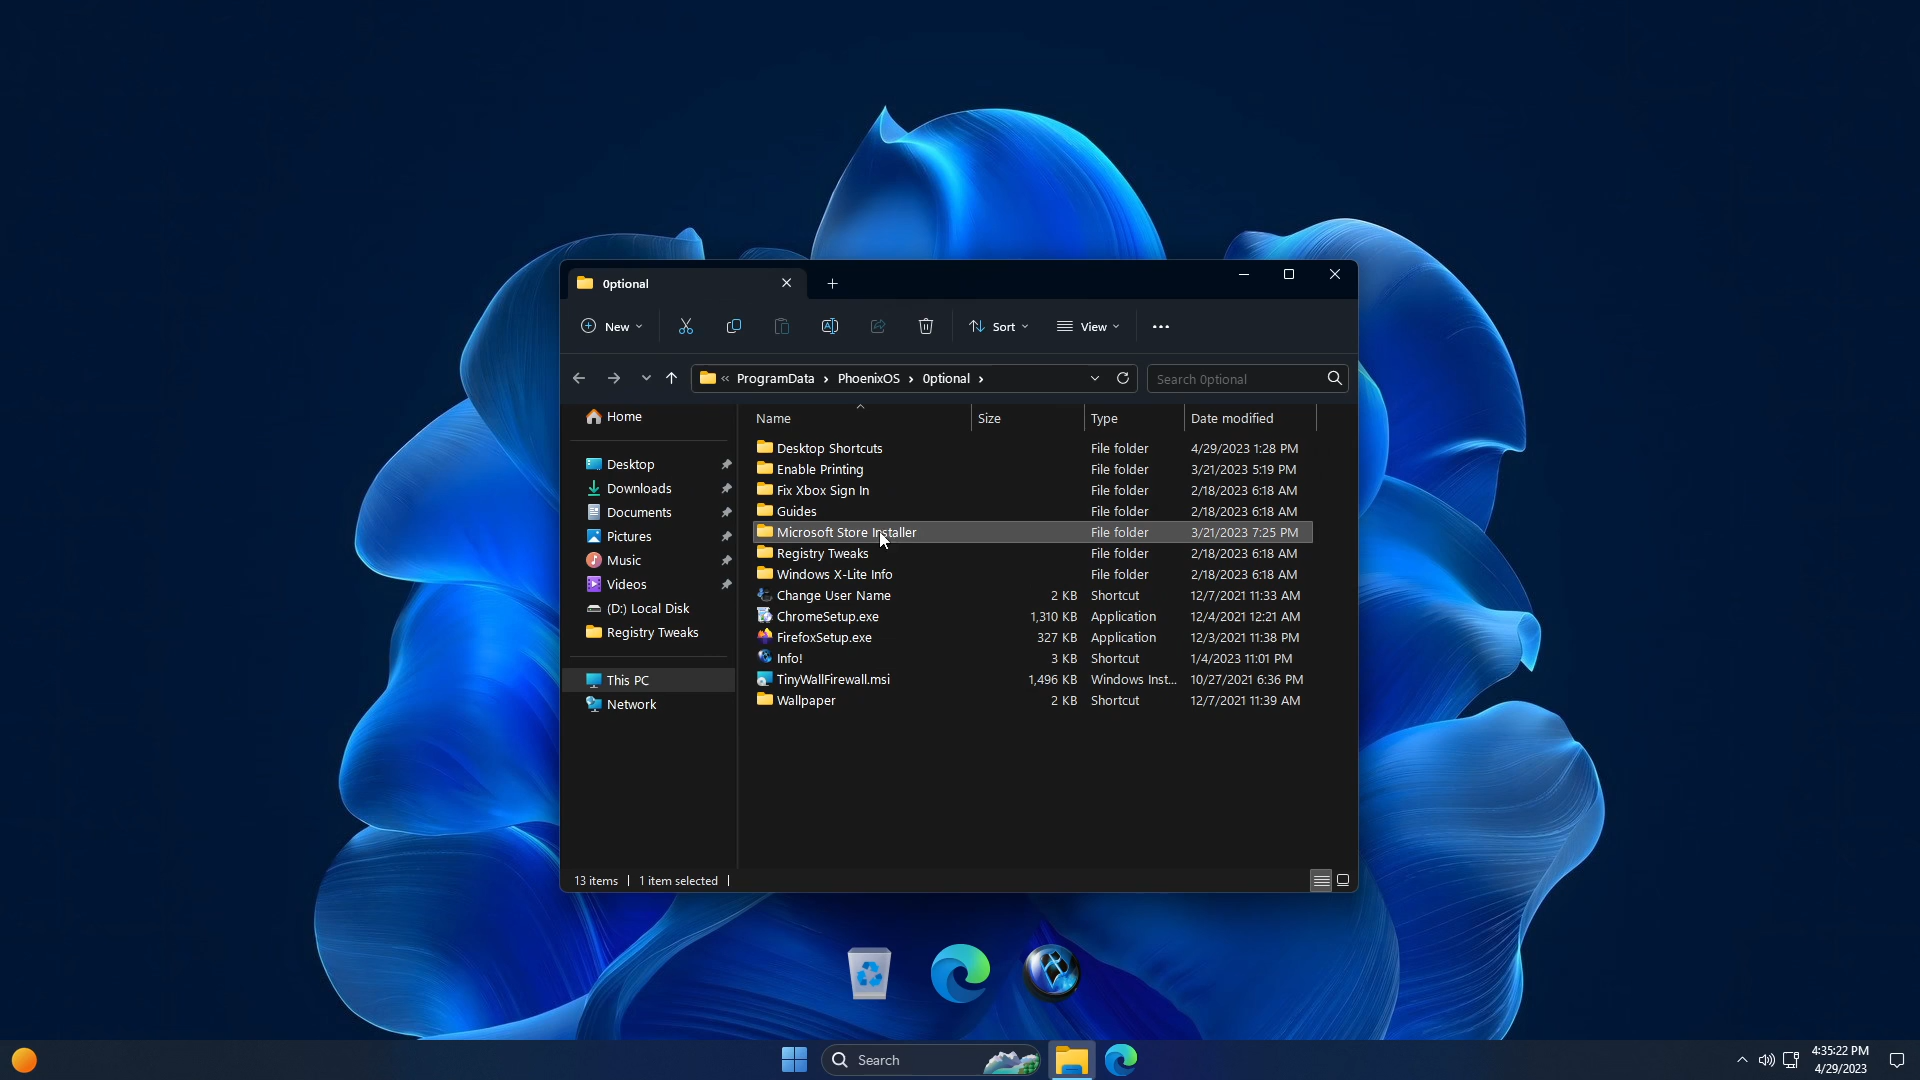 0ptional
New
Sort
View
« ProgramData › PhoenixOS › 0ptional ›
Search 0ptional
Home
Desktop
Downloads
Documents
Pictures
Music
Videos
(D:) Local Disk
Registry Tweaks
This PC
Network
Name Size Type Date modified
Desktop Shortcuts File folder 4/29/2023 1:28 PM
Enable Printing File folder 3/21/2023 5:19 PM
Fix Xbox Sign In File folder 2/18/2023 6:18 AM
Guides File folder 2/18/2023 6:18 AM
Microsoft Store Installer File folder 3/21/2023 7:25 PM
Registry Tweaks File folder 2/18/2023 6:18 AM
Windows X-Lite Info File folder 2/18/2023 6:18 AM
Change User Name 2 KB Shortcut 12/7/2021 11:33 AM
ChromeSetup.exe 1,310 KB Application 12/4/2021 12:21 AM
FirefoxSetup.exe 327 KB Application 12/3/2021 11:38 PM
Info! 3 KB Shortcut 1/4/2023 11:01 PM
TinyWallFirewall.msi 1,496 KB Windows Inst... 10/27/2021 6:36 PM
Wallpaper 2 KB Shortcut 12/7/2021 11:39 AM
13 items | 1 item selected |
Search
4:35:22 PM
4/29/2023